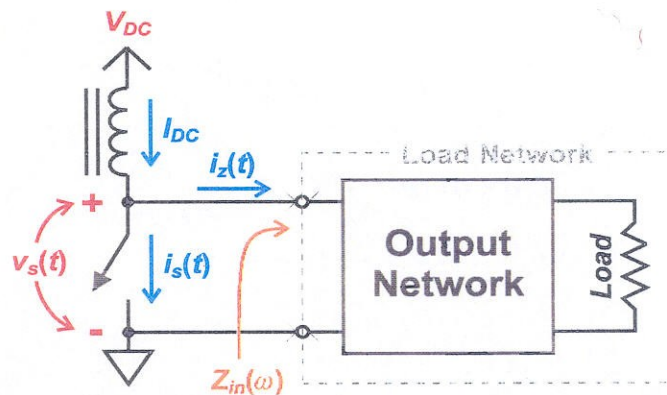 V_DC
I_DC
Load Network
i_z(t)
+
v_s(t)
i_s(t)
-
Output
Network
Load
Z_in(ω)